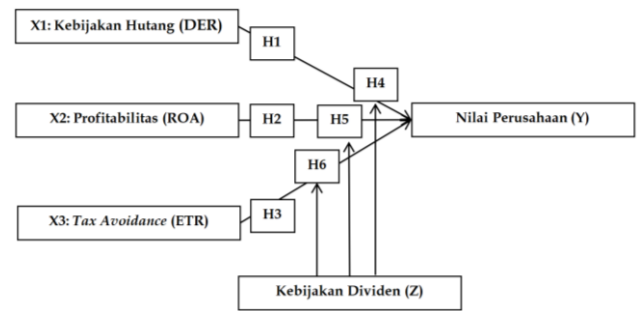 X1: Kebijakan Hutang (DER)
H1
H4
X2: Profitabilitas (ROA)
H2
H5
Nilai Perusahaan (Y)
H6
X3: Tax Avoidance (ETR)
H3
Kebijakan Dividen (Z)